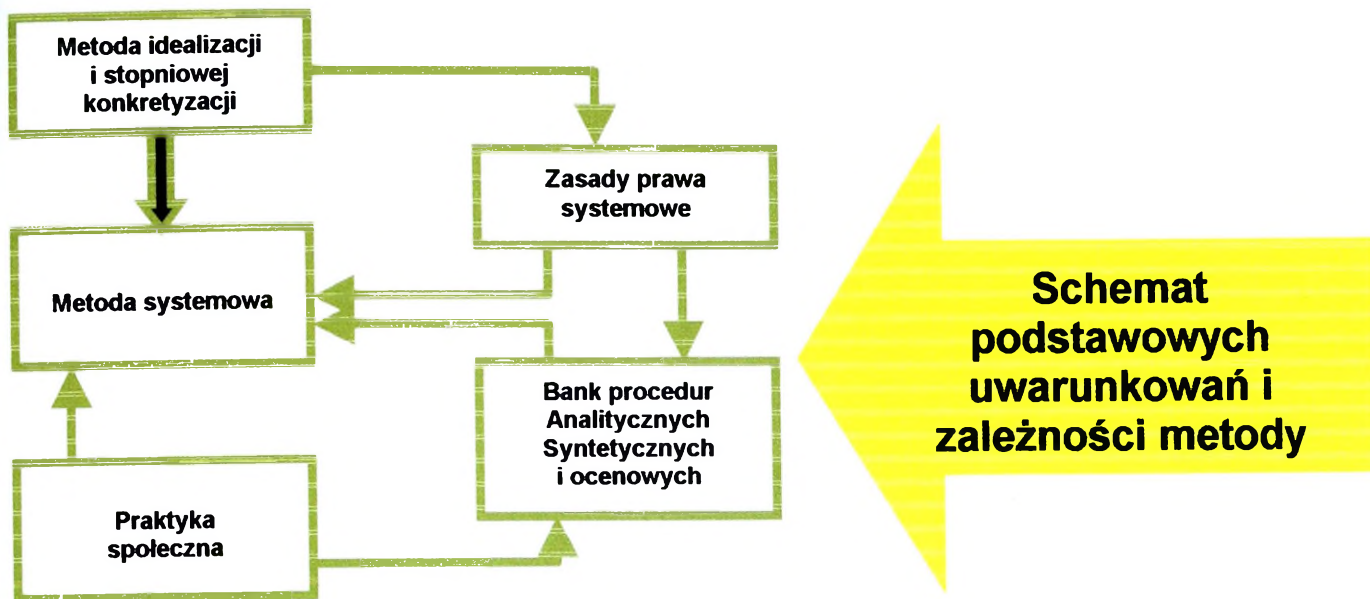 Metoda idealizacji
i stopniowej
konkretyzacji
Zasady prawa
systemowe
Metoda systemowa
Schemat
podstawowych
uwarunkowań i
zależności metody
Bank procedur
Analitycznych
Syntetycznych
i ocenowych
Praktyka
społeczna